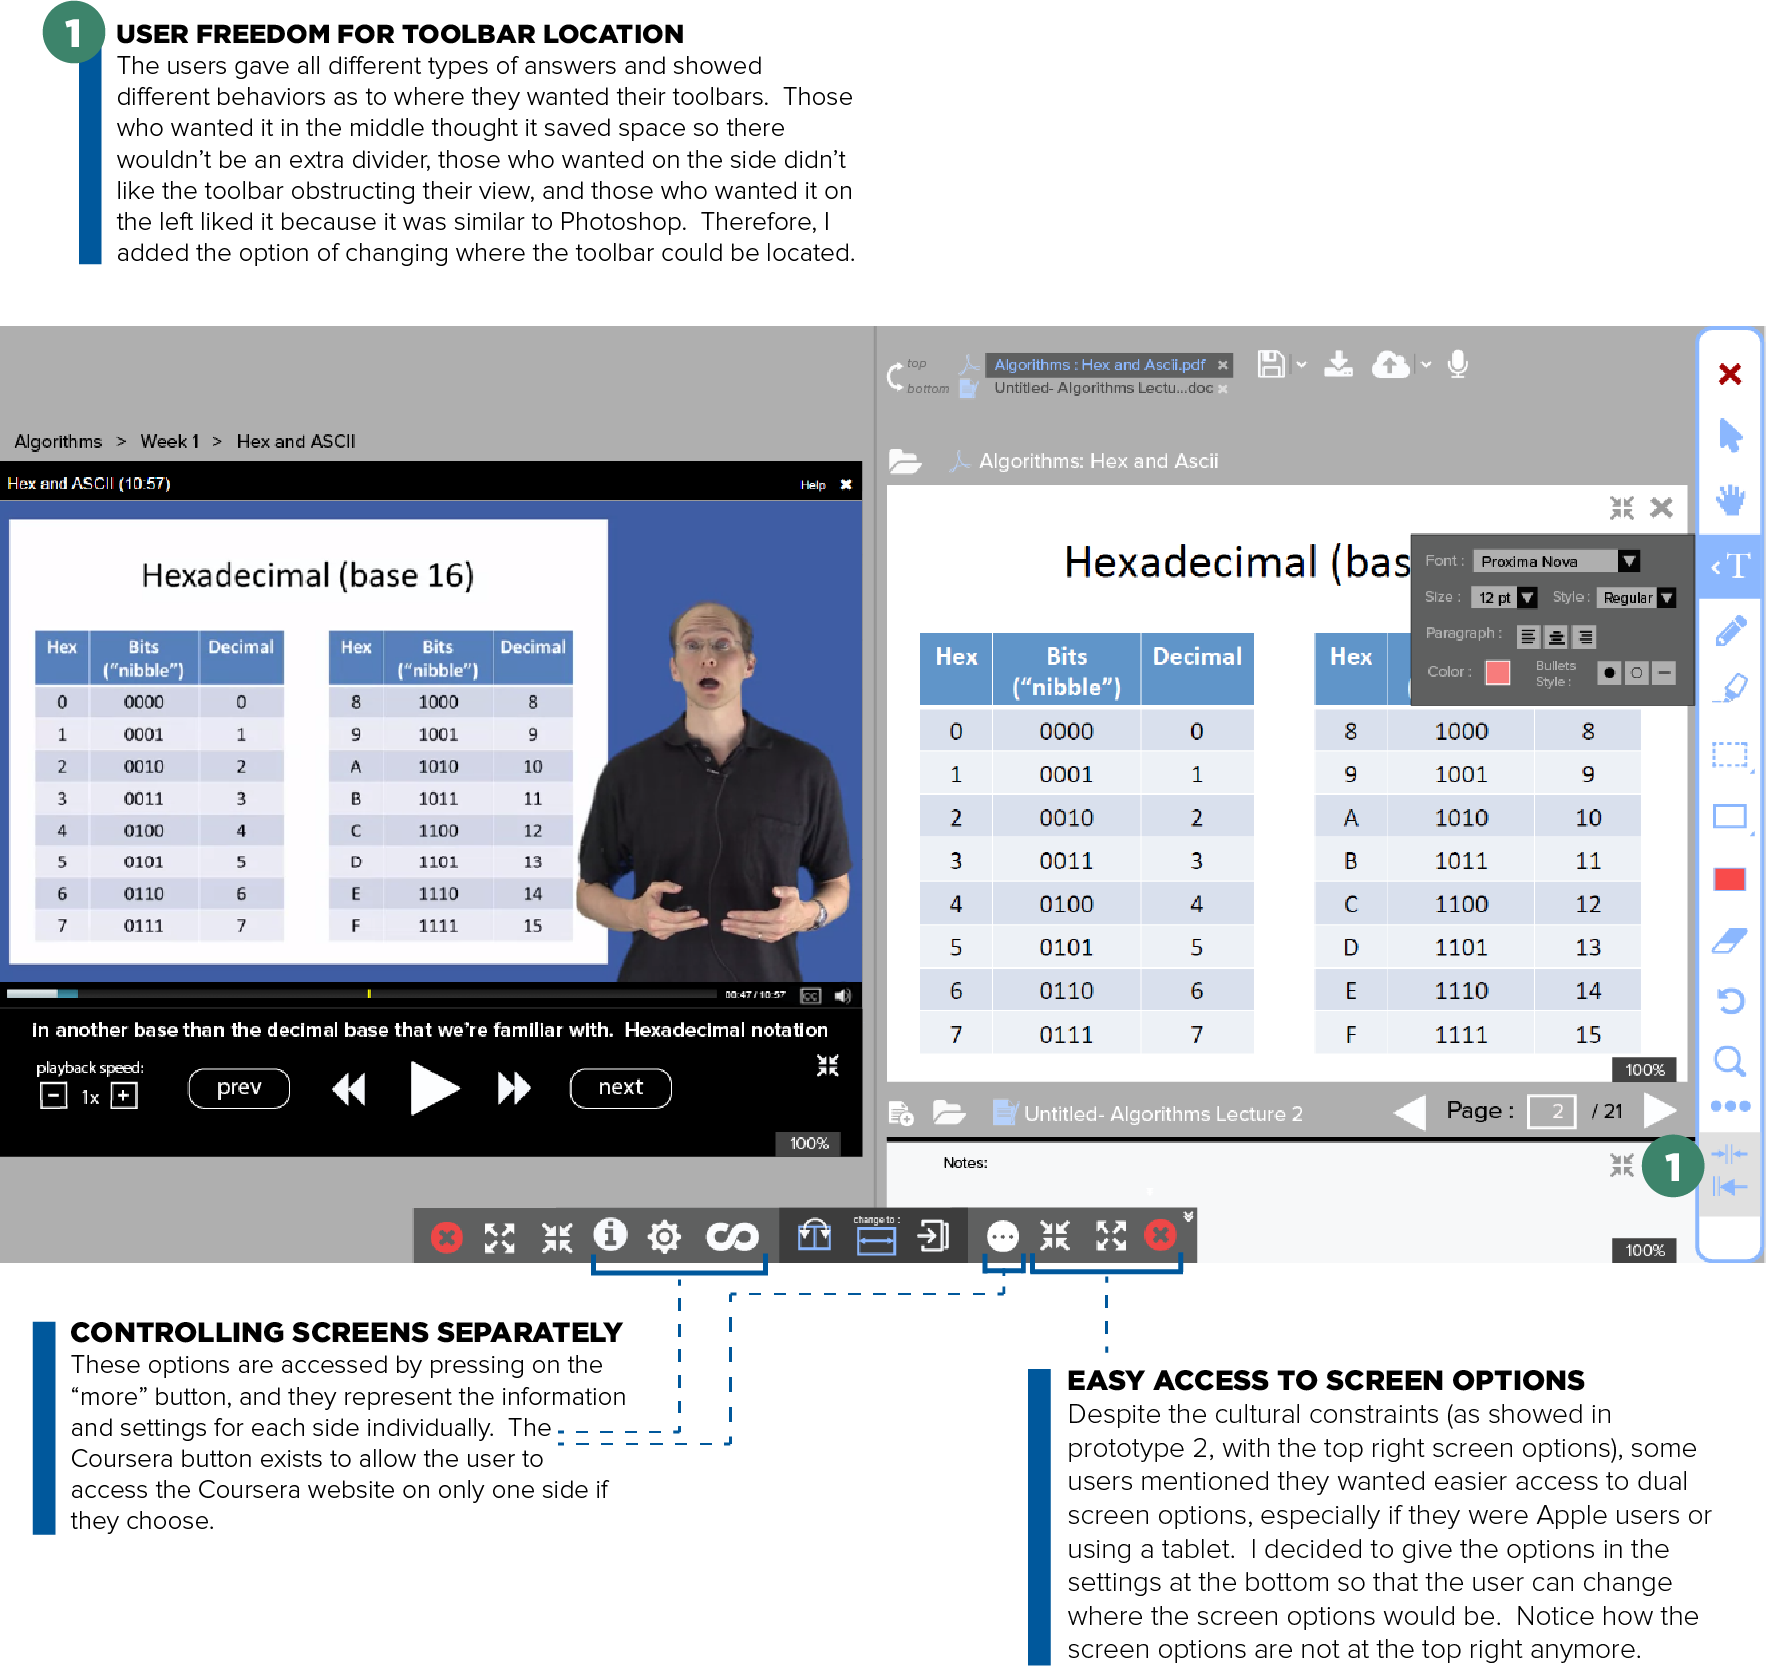 1
USER FREEDOM FOR TOOLBAR LOCATION
The users gave all different types of answers and showed
different behaviors as to where they wanted their toolbars.  Those
who wanted it in the middle thought it saved space so there
wouldn't be an extra divider, those who wanted on the side didn't
like the toolbar obstructing their view, and those who wanted it on
the left liked it because it was similar to Photoshop.  Therefore, I
added the option of changing where the toolbar could be located.
top
bottom
Algorithms : Hex and Ascii.pdf
Untitled- Algorithms Lectu...doc
Algorithms > Week 1 > Hex and ASCII
Hex and ASCII (10:57)
Help
Hexadecimal (base 16)
Hex Bits Decimal Hex Bits Decimal
("nibble") ("nibble")
0 0000 0 8 1000 8
1 0001 1 9 1001 9
2 0010 2 A 1010 10
3 0011 3 B 1011 11
4 0100 4 C 1100 12
5 0101 5 D 1101 13
6 0110 6 E 1110 14
7 0111 7 F 1111 15
00:47 / 10:57
CC
in another base than the decimal base that we're familiar with.  Hexadecimal notation
playback speed:
1x
prev
next
100%
Algorithms: Hex and Ascii
Hexadecimal (bas
Font : Proxima Nova
Size : 12 pt Style : Regular
Paragraph :
Color : Bullets
Style :
T
Hex Bits Decimal Hex
("nibble") (
0 0000 0 8 1000 8
1 0001 1 9 1001 9
2 0010 2 A 1010 10
3 0011 3 B 1011 11
4 0100 4 C 1100 12
5 0101 5 D 1101 13
6 0110 6 E 1110 14
7 0111 7 F 1111 15
100%
Untitled- Algorithms Lecture 2
Page : 2 / 21
Notes:
1
100%
change to :
CONTROLLING SCREENS SEPARATELY
These options are accessed by pressing on the
“more” button, and they represent the information
and settings for each side individually.  The
Coursera button exists to allow the user to
access the Coursera website on only one side if
they choose.
EASY ACCESS TO SCREEN OPTIONS
Despite the cultural constraints (as showed in
prototype 2, with the top right screen options), some
users mentioned they wanted easier access to dual
screen options, especially if they were Apple users or
using a tablet.  I decided to give the options in the
settings at the bottom so that the user can change
where the screen options would be.  Notice how the
screen options are not at the top right anymore.